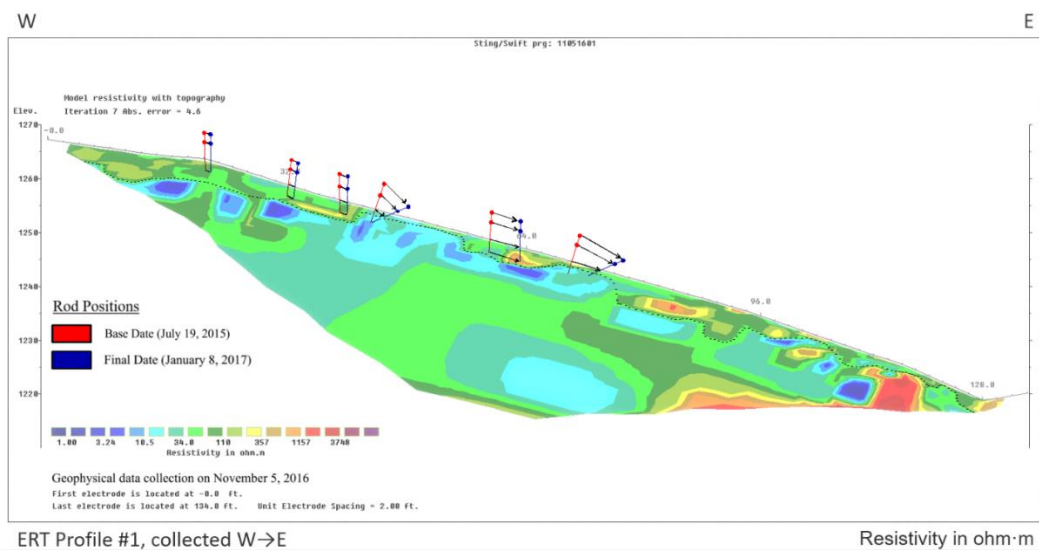 W E
Sting/Swift prg: 11051601
Model resistivity with topography
Iteration 7 Abs. error = 4.6
Elev.
1270
-0.0
1260
32.0
1250
64.0
1240
96.0
1230
128.0
1220
Rod Positions
Base Date (July 19, 2015)
Final Date (January 8, 2017)
1.00 3.24 10.5 34.0 110 357 1157 3748
Resistivity in ohm.m
Geophysical data collection on November 5, 2016
First electrode is located at -0.0 ft.
Last electrode is located at 134.0 ft. Unit Electrode Spacing = 2.00 ft.
ERT Profile #1, collected W→E Resistivity in ohm·m